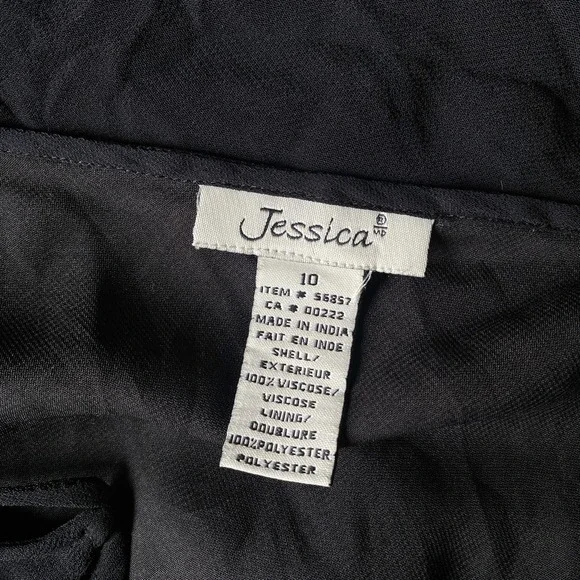 Jessica ® MD
10
ITEM # 56857
CA # 00222
MADE IN INDIA
FAIT EN INDE
SHELL/
EXTERIEUR
100% VISCOSE/
VISCOSE
LINING/
DOUBLURE
100%POLYESTER
POLYESTER